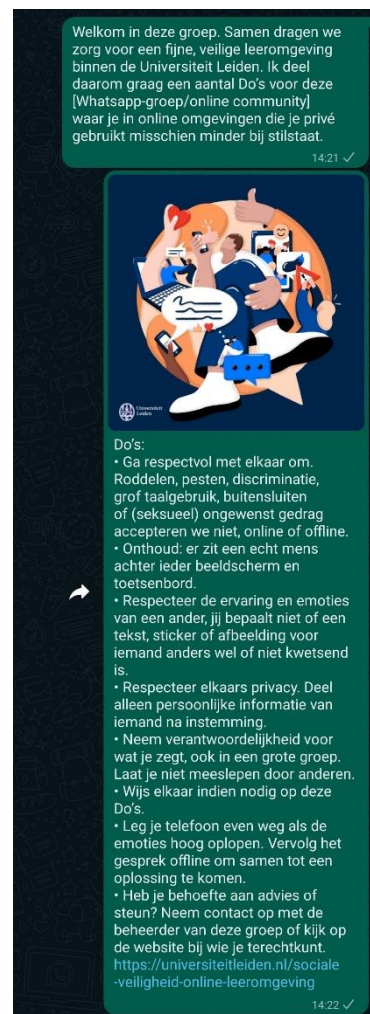 Welkom in deze groep. Samen dragen we
zorg voor een fijne, veilige leeromgeving
binnen de Universiteit Leiden. Ik deel
daarom graag een aantal Do's voor deze
[Whatsapp-groep/online community]
waar je in online omgevingen die je privé
gebruikt misschien minder bij stilstaat.
14:21
Universiteit
Leiden
Do's:
• Ga respectvol met elkaar om.
Roddelen, pesten, discriminatie,
grof taalgebruik, buitensluiten
of (seksueel) ongewenst gedrag
accepteren we niet, online of offline.
• Onthoud: er zit een echt mens
achter ieder beeldscherm en
toetsenbord.
• Respecteer de ervaring en emoties
van een ander, jij bepaalt niet of een
tekst, sticker of afbeelding voor
iemand anders wel of niet kwetsend
is.
• Respecteer elkaars privacy. Deel
alleen persoonlijke informatie van
iemand na instemming.
• Neem verantwoordelijkheid voor
wat je zegt, ook in een grote groep.
Laat je niet meeslepen door anderen.
• Wijs elkaar indien nodig op deze
Do's.
• Leg je telefoon even weg als de
emoties hoog oplopen. Vervolg het
gesprek offline om samen tot een
oplossing te komen.
• Heb je behoefte aan advies of
steun? Neem contact op met de
beheerder van deze groep of kijk op
de website bij wie je terechtkunt.
https://universiteitleiden.nl/sociale
-veiligheid-online-leeromgeving
14:22